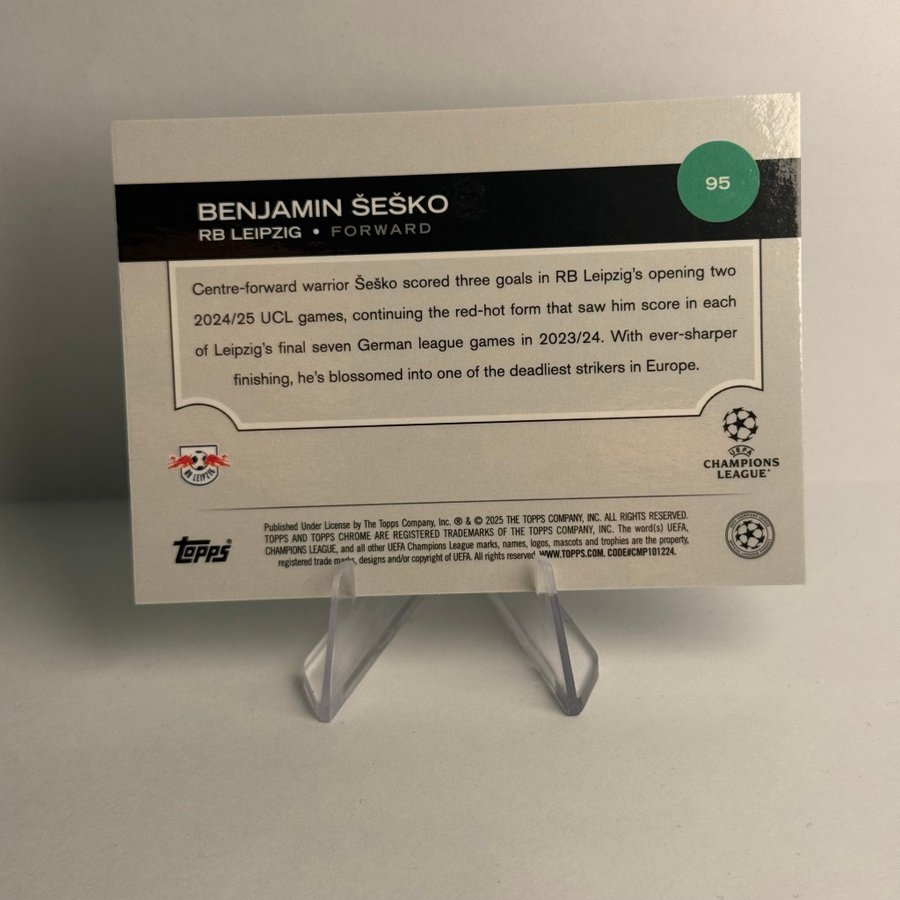 95
BENJAMIN ŠEŠKO
RB LEIPZIG • FORWARD
Centre-forward warrior Šeško scored three goals in RB Leipzig's opening two
2024/25 UCL games, continuing the red-hot form that saw him score in each
of Leipzig's final seven German league games in 2023/24. With ever-sharper
finishing, he's blossomed into one of the deadliest strikers in Europe.
RB LEIPZIG
UEFA
CHAMPIONS
LEAGUE
Topps®
Published Under License by The Topps Company, Inc. ® & © 2025 THE TOPPS COMPANY, INC. ALL RIGHTS RESERVED.
TOPPS AND TOPPS CHROME ARE REGISTERED TRADEMARKS OF THE TOPPS COMPANY, INC. The word(s) UEFA,
CHAMPIONS LEAGUE, and all other UEFA Champions League marks, names, logos, mascots and trophies are the property,
registered trade marks, designs and/or copyright of UEFA. All rights reserved. WWW.TOPPS.COM. CODE#CMP101224.